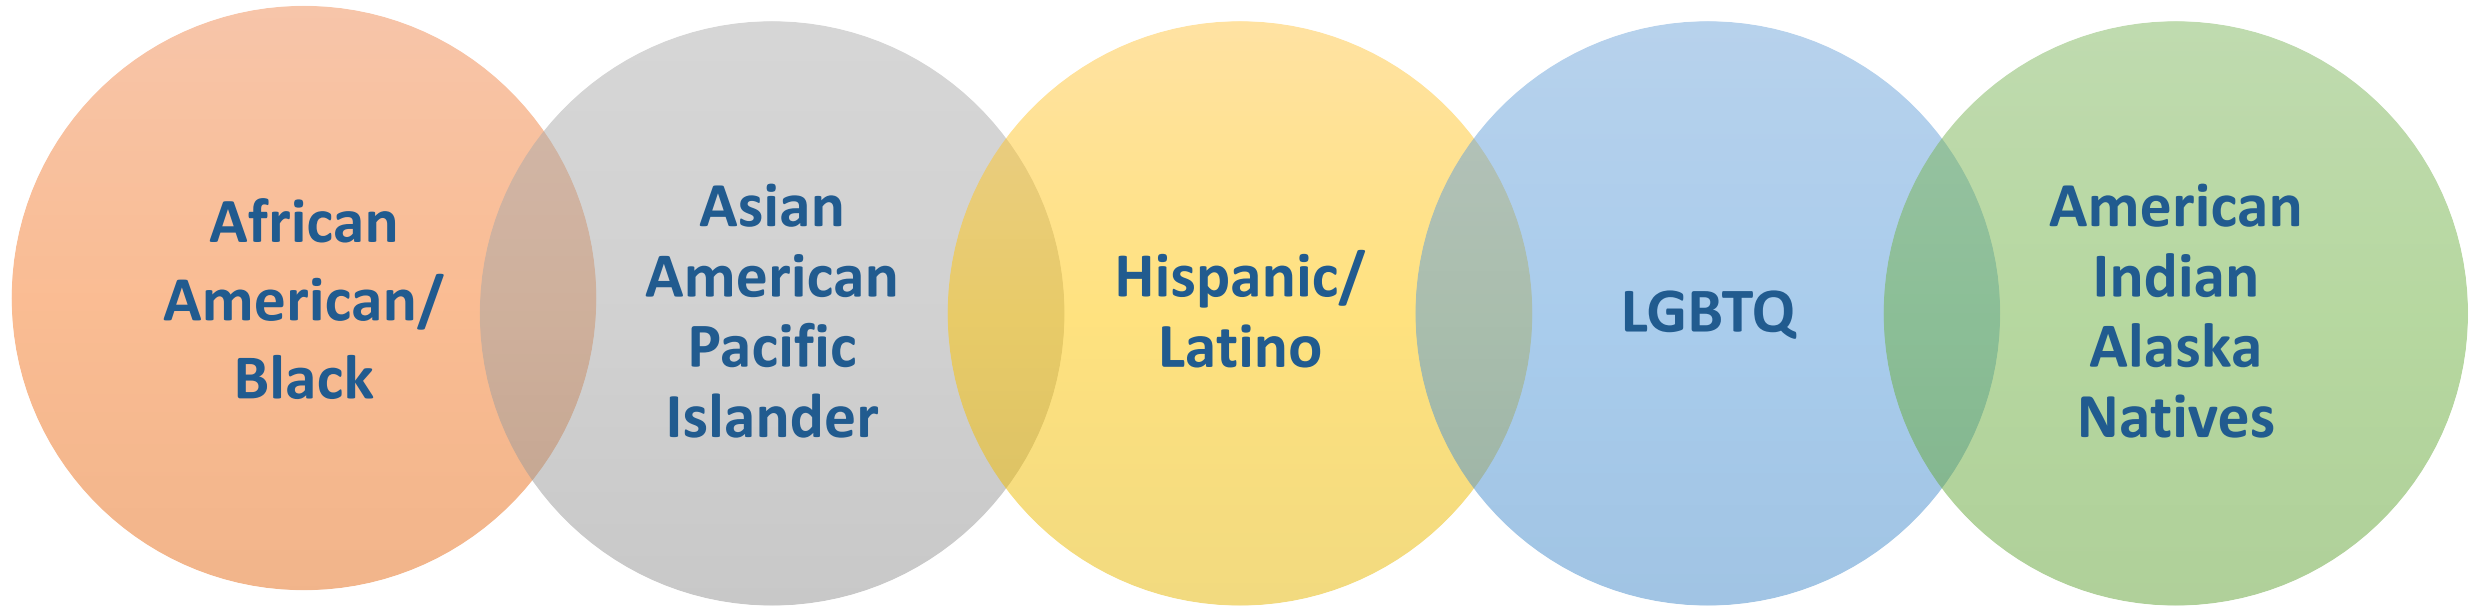 African
American/
Black
Asian
American
Pacific
Islander
Hispanic/
Latino
LGBTQ
American
Indian
Alaska
Natives